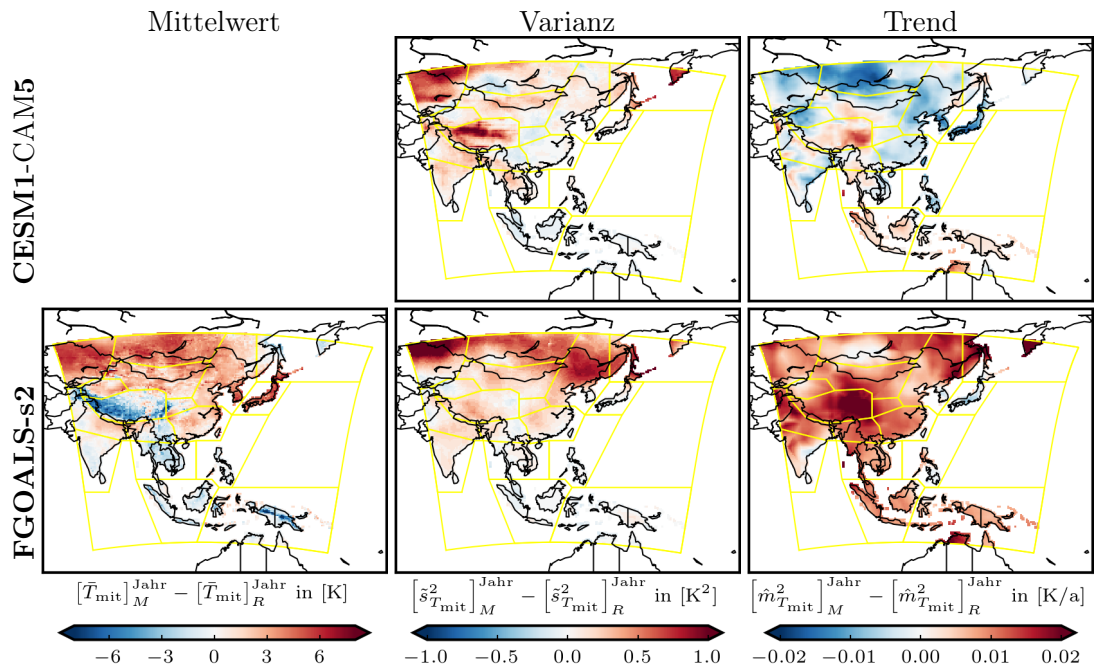 Mittelwert Varianz Trend
CESM1-CAM5
FGOALS-s2
[T̄_mit]_M^Jahr − [T̄_mit]_R^Jahr in [K]
[s̃²_T_mit]_M^Jahr − [s̃²_T_mit]_R^Jahr in [K²]
[m̂²_T_mit]_M^Jahr − [m̂²_T_mit]_R^Jahr in [K/a]
−6 −3 0 3 6
−1.0 −0.5 0.0 0.5 1.0
−0.02 −0.01 0.00 0.01 0.02